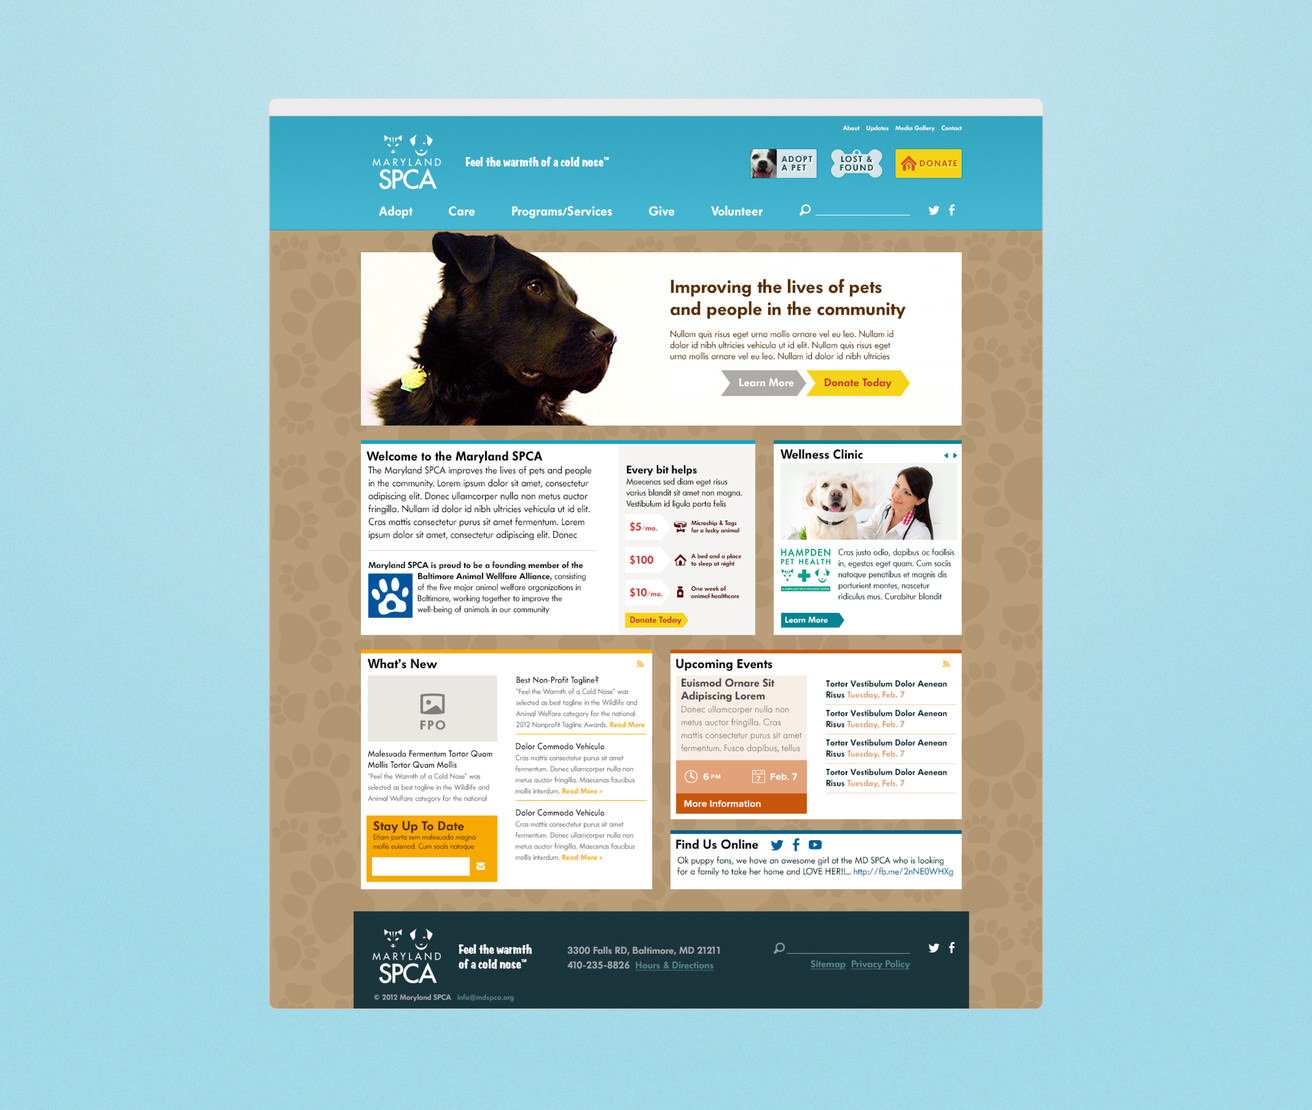 About Updates Media Gallery Contact
MARYLAND
SPCA
Feel the warmth of a cold nose™
ADOPT
A PET
LOST &
FOUND
DONATE
Adopt Care Programs/Services Give Volunteer
Improving the lives of pets
and people in the community
Nullam quis risus eget urna mollis ornare vel eu leo. Nullam id
dolor id nibh ultricies vehicula ut id elit. Nullam quis risus eget
urna mollis ornare vel eu leo. Nullam id dolor id nibh ultricies
Learn More
Donate Today
Welcome to the Maryland SPCA
The Maryland SPCA improves the lives of pets and people
in the community. Lorem ipsum dolor sit amet, consectetur
adipiscing elit. Donec ullamcorper nulla non metus auctor
fringilla. Nullam id dolor id nibh ultricies vehicula ut id elit.
Cras mattis consectetur purus sit amet fermentum. Lorem
ipsum dolor sit amet, consectetur adipiscing elit. Donec
Maryland SPCA is proud to be a founding member of the
Baltimore Animal Wellfare Alliance, consisting
of the five major animal welfare organizations in
Baltimore, working together to improve the
well-being of animals in our community
Every bit helps
Maecenas sed diam eget risus
varius blandit sit amet non magna.
Vestibulum id ligula porta felis
$5/mo.
Microchip & Tags
for a lucky animal
$100
A bed and a place
to sleep at night
$10/mo.
One week of
animal healthcare
Donate Today
Wellness Clinic
HAMPDEN
PET HEALTH
Cras justo odio, dapibus ac facilisis
in, egestas eget quam. Cum sociis
natoque penatibus et magnis dis
parturient montes, nascetur
ridiculus mus. Curabitur blandit
Learn More
What's New
FPO
Malesuada Fermentum Tortor Quam
Mollis Tortor Quam Mollis
"Feel the Warmth of a Cold Nose" was
selected as best tagline in the Wildlife and
Animal Welfare category for the national
Stay Up To Date
Etiam porta sem malesuada magna
mollis euismod. Cum sociis natoque
Best Non-Profit Tagline?
"Feel the Warmth of a Cold Nose" was
selected as best tagline in the Wildlife and
Animal Welfare category for the national
2012 Nonprofit Tagline Awards. Read More
Dolor Commodo Vehicula
Cras mattis consectetur purus sit amet
fermentum. Donec ullamcorper nulla non
metus auctor fringilla. Maecenas faucibus
mollis interdum. Read More »
Dolor Commodo Vehicula
Cras mattis consectetur purus sit amet
fermentum. Donec ullamcorper nulla non
metus auctor fringilla. Maecenas faucibus
mollis interdum. Read More »
Upcoming Events
Euismod Ornare Sit
Adipiscing Lorem
Donec ullamcorper nulla non
metus auctor fringilla. Cras
mattis consectetur purus sit amet
fermentum. Fusce dapibus, tellus
6 PM
7
Feb. 7
More Information
Tortor Vestibulum Dolor Aenean
Risus Tuesday, Feb. 7
Tortor Vestibulum Dolor Aenean
Risus Tuesday, Feb. 7
Tortor Vestibulum Dolor Aenean
Risus Tuesday, Feb. 7
Tortor Vestibulum Dolor Aenean
Risus Tuesday, Feb. 7
Find Us Online
Ok puppy fans, we have an awesome girl at the MD SPCA who is looking
for a family to take her home and LOVE HER!!... http://fb.me/2nNE0WHXg
MARYLAND
SPCA
Feel the warmth
of a cold nose™
3300 Falls RD, Baltimore, MD 21211
410-235-8826 Hours & Directions
Sitemap Privacy Policy
© 2012 Maryland SPCA info@mdspca.org